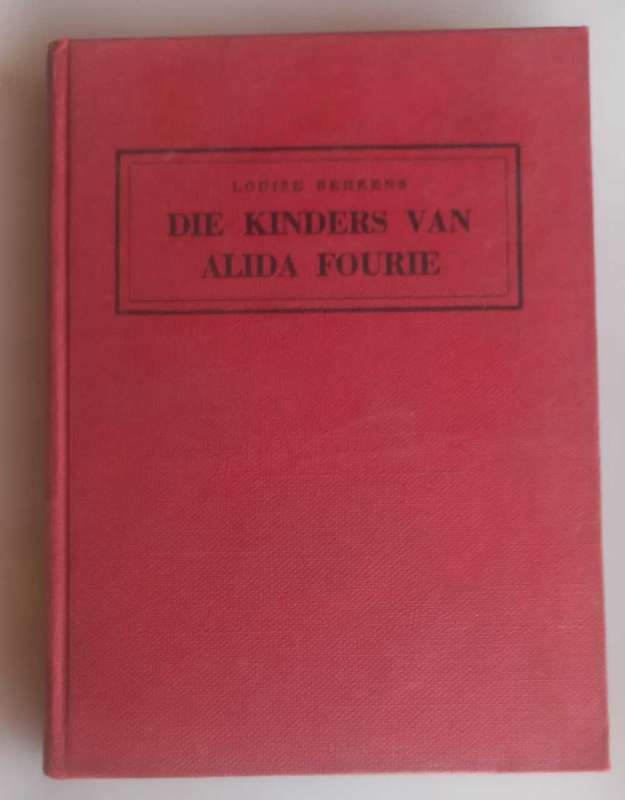 LOUISE BEHRENS
DIE KINDERS VAN
ALIDA FOURIE